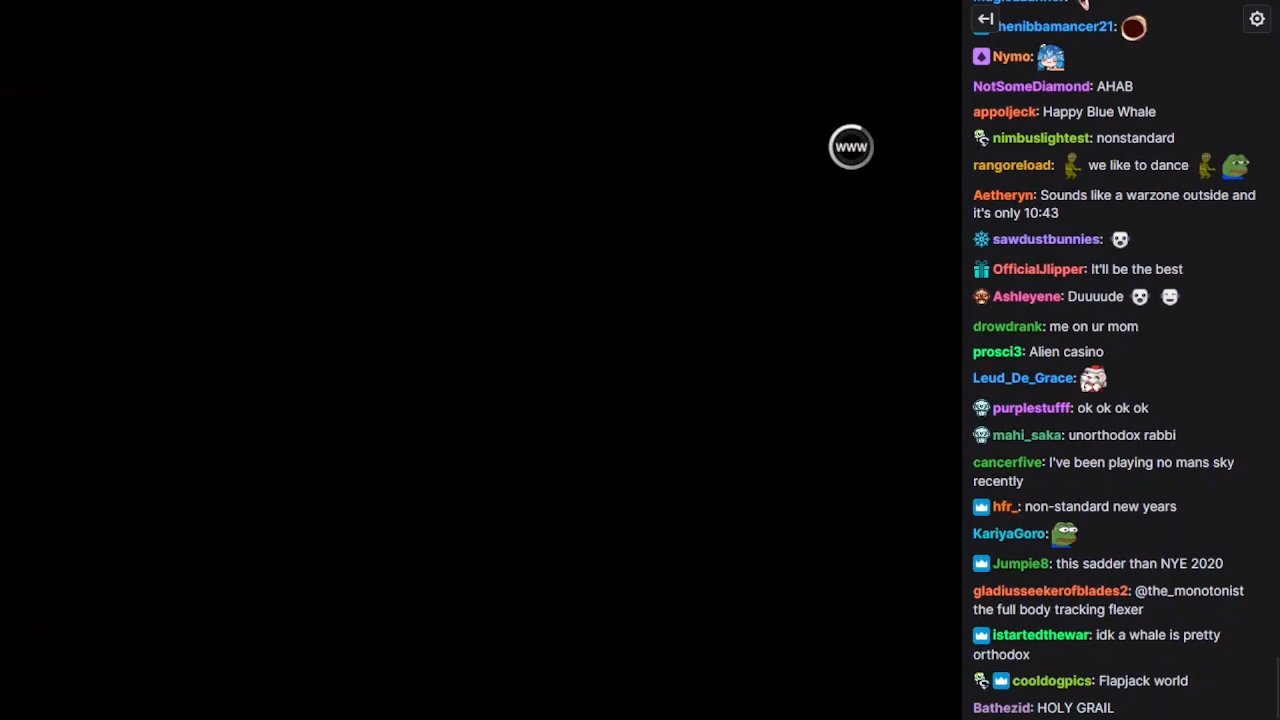 henibbamancer21:
www
Nymo:
NotSomeDiamond: AHAB
appoljeck: Happy Blue Whale
nimbuslightest: nonstandard
rangoreload: we like to dance
Aetheryn: Sounds like a warzone outside and
it's only 10:43
sawdustbunnies:
OfficialJlipper: It'll be the best
Ashleyene: Duuuude
drowdrank: me on ur mom
prosci3: Alien casino
Leud_De_Grace:
purplestufff: ok ok ok ok
mahi_saka: unorthodox rabbi
cancerfive: I've been playing no mans sky
recently
hfr_: non-standard new years
KariyaGoro:
Jumpie8: this sadder than NYE 2020
gladiusseekerofblades2: @the_monotonist
the full body tracking flexer
istartedthewar: idk a whale is pretty
orthodox
cooldogpics: Flapjack world
Bathezid: HOLY GRAIL